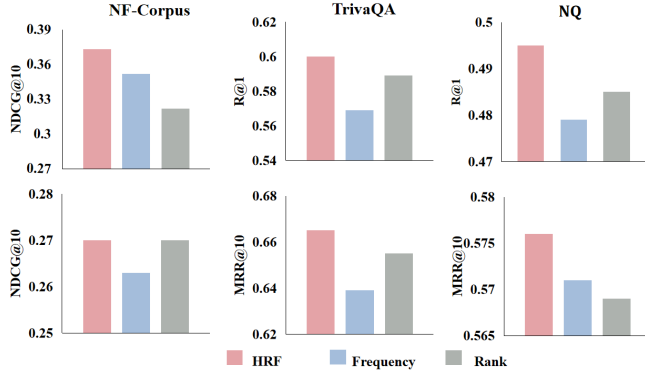 NF-Corpus
TrivaQA
NQ
NDCG@10
0.39
0.36
0.33
0.3
0.27
R@1
0.62
0.6
0.58
0.56
0.54
R@1
0.5
0.49
0.48
0.47
NDCG@10
0.28
0.27
0.26
0.25
MRR@10
0.68
0.66
0.64
0.62
MRR@10
0.58
0.575
0.57
0.565
HRF Frequency Rank